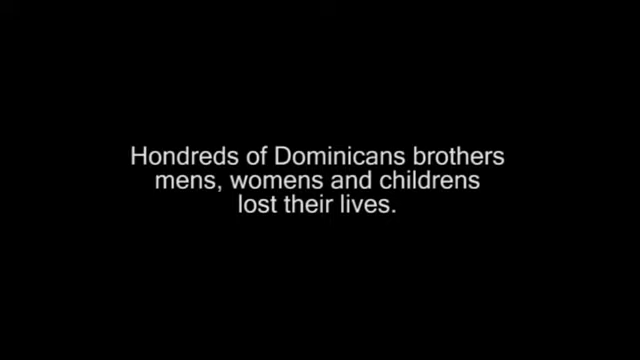 Hondreds of Dominicans brothers
mens, womens and childrens
lost their lives.